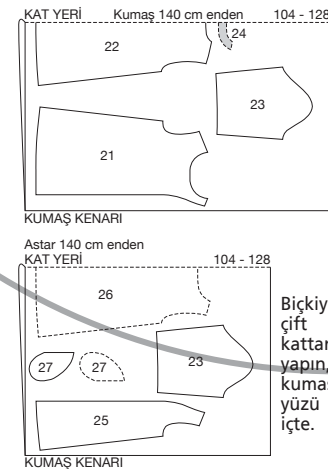 KAT YERİ Kumaş 140 cm enden 104 - 128
24
22
23
21
KUMAŞ KENARI
Astar 140 cm enden
KAT YERİ 104 - 128
26
27 27 23
25
KUMAŞ KENARI
Biçkiy
çift
kattan
yapın,
kumaş
yüzü
içte.